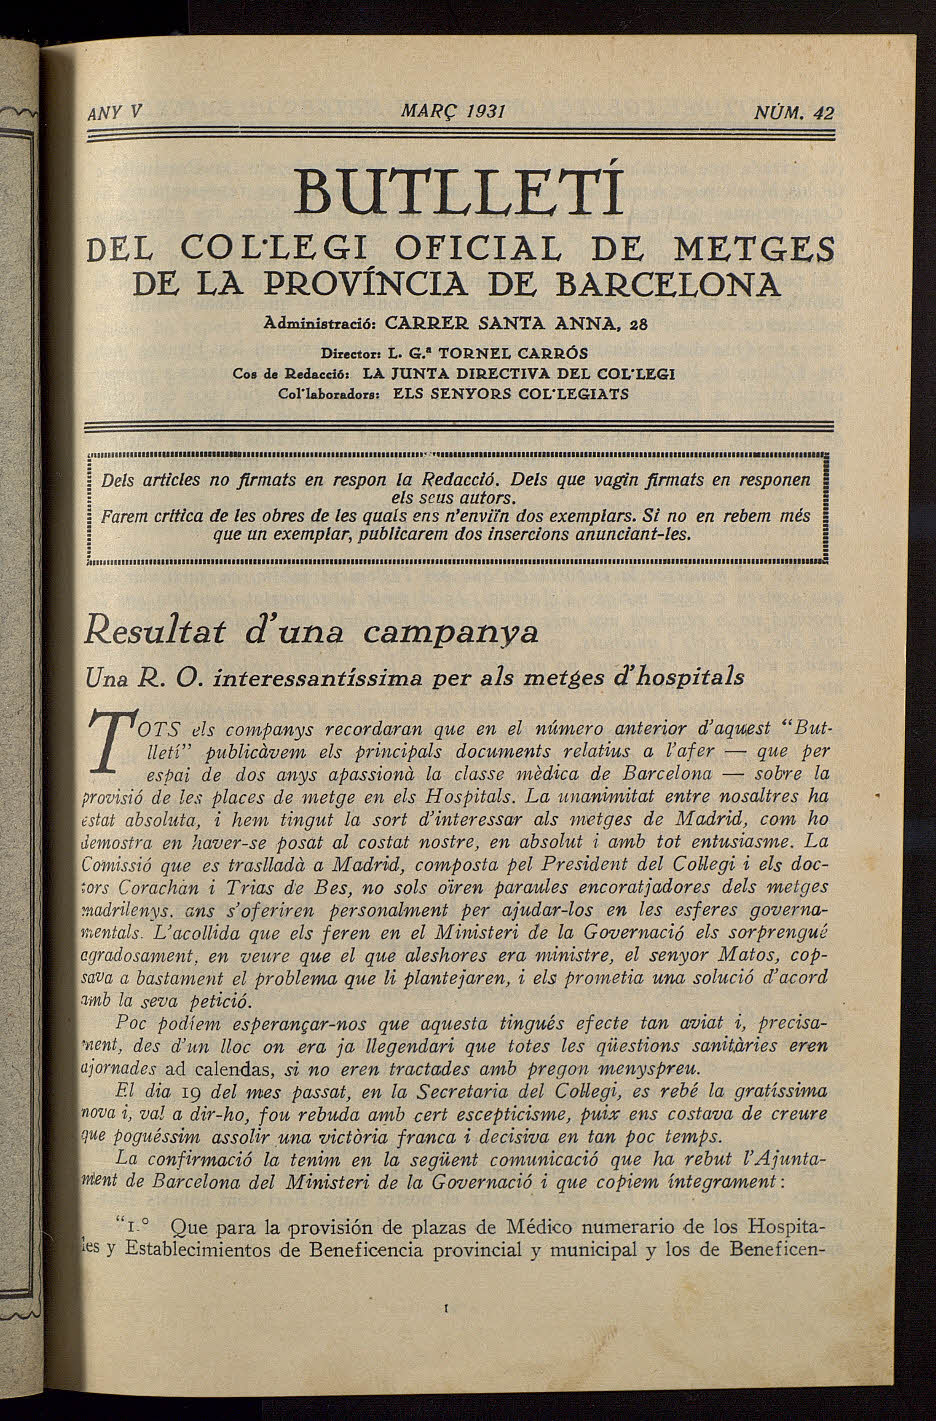 ANY V MARÇ 1931 NÚM. 42
BUTLLETÍ
DEL COL·LEGI OFICIAL DE METGES
DE LA PROVÍNCIA DE BARCELONA
Administració: CARRER SANTA ANNA, 28
Director: L. G.ª TORNEL CARRÓS
Cos de Redacció: LA JUNTA DIRECTIVA DEL COL·LEGI
Col·laboradors: ELS SENYORS COL·LEGIATS
Dels articles no firmats en respon la Redacció. Dels que vagin firmats en responen
els seus autors.
Farem crítica de les obres de les quals ens n'enviïn dos exemplars. Si no en rebem més
que un exemplar, publicarem dos insercions anunciant-les.
Resultat d'una campanya
Una R. O. interessantíssima per als metges d'hospitals
TOTS els companys recordaran que en el número anterior d'aquest “But-
lletí” publicàvem els principals documents relatius a l'afer — que per
espai de dos anys apassionà la classe mèdica de Barcelona — sobre la
provisió de les places de metge en els Hospitals. La unanimitat entre nosaltres ha
estat absoluta, i hem tingut la sort d'interessar als metges de Madrid, com ho
demostra en haver-se posat al costat nostre, en absolut i amb tot entusiasme. La
Comissió que es traslladà a Madrid, composta pel President del Col·legi i els doc-
tors Corachàn i Trias de Bes, no sols oïren paraules encoratjadores dels metges
madrilenys, ans s'oferiren personalment per ajudar-los en les esferes governa-
mentals. L'acollida que els feren en el Ministeri de la Governació els sorprengué
agradosament, en veure que el que aleshores era ministre, el senyor Matos, cop-
sava a bastament el problema que li plantejaren, i els prometia una solució d'acord
amb la seva petició.
Poc podíem esperançar-nos que aquesta tingués efecte tan aviat i, precisa-
ment, des d'un lloc on era ja llegendari que totes les qüestions sanitàries eren
ajornades ad calendas, si no eren tractades amb pregon menyspreu.
El dia 19 del mes passat, en la Secretaria del Col·legi, es rebé la gratíssima
nova i, val a dir-ho, fou rebuda amb cert escepticisme, puix ens costava de creure
que poguéssim assolir una victòria franca i decisiva en tan poc temps.
La confirmació la tenim en la següent comunicació que ha rebut l'Ajunta-
ment de Barcelona del Ministeri de la Governació i que copiem íntegrament:
“1.° Que para la provisión de plazas de Médico numerario de los Hospita-
les y Establecimientos de Beneficencia provincial y municipal y los de Beneficen-
1